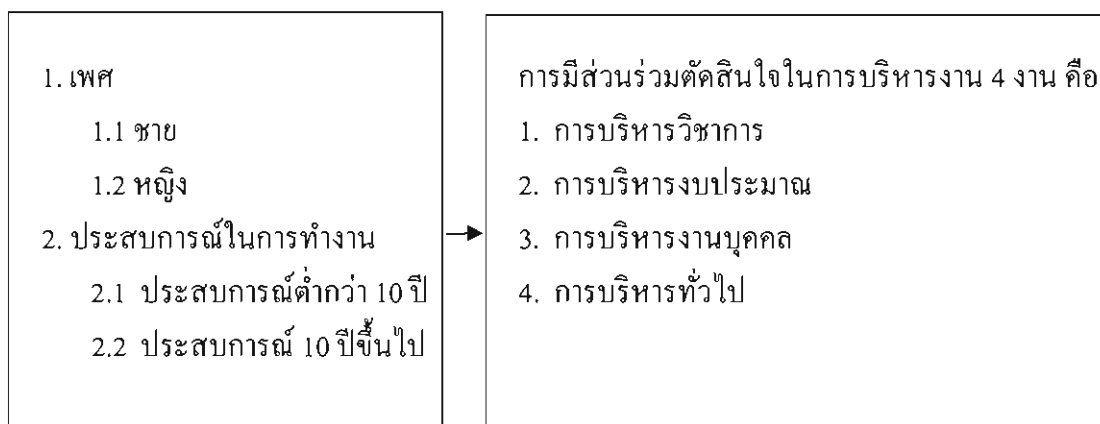 1. เพศ
1.1 ชาย
1.2 หญิง
2. ประสบการณ์ในการทำงาน
2.1 ประสบการณ์ต่ำกว่า 10 ปี
2.2 ประสบการณ์ 10 ปีขึ้นไป
การมีส่วนร่วมตัดสินใจในการบริหารงาน 4 งาน คือ
1. การบริหารวิชาการ
2. การบริหารงบประมาณ
3. การบริหารงานบุคคล
4. การบริหารทั่วไป